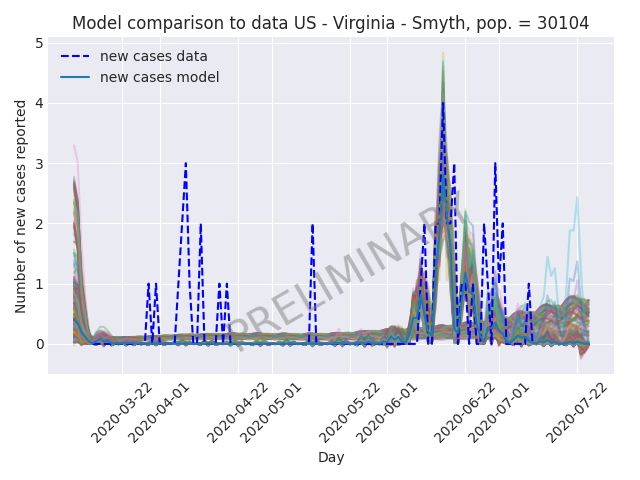 Model comparison to data US - Virginia - Smyth, pop. = 30104
5
4
3
2
1
0
Number of new cases reported
new cases data
new cases model
PRELIMINARY
2020-03-22
2020-04-01
2020-04-22
2020-05-01
2020-05-22
2020-06-01
2020-06-22
2020-07-01
2020-07-22
Day